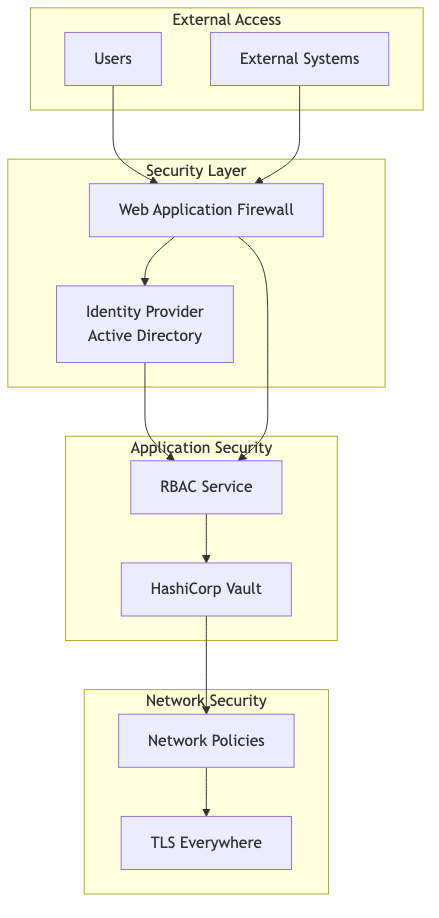 External Access
Users
External Systems
Security Layer
Web Application Firewall
Identity Provider
Active Directory
Application Security
RBAC Service
HashiCorp Vault
Network Security
Network Policies
TLS Everywhere